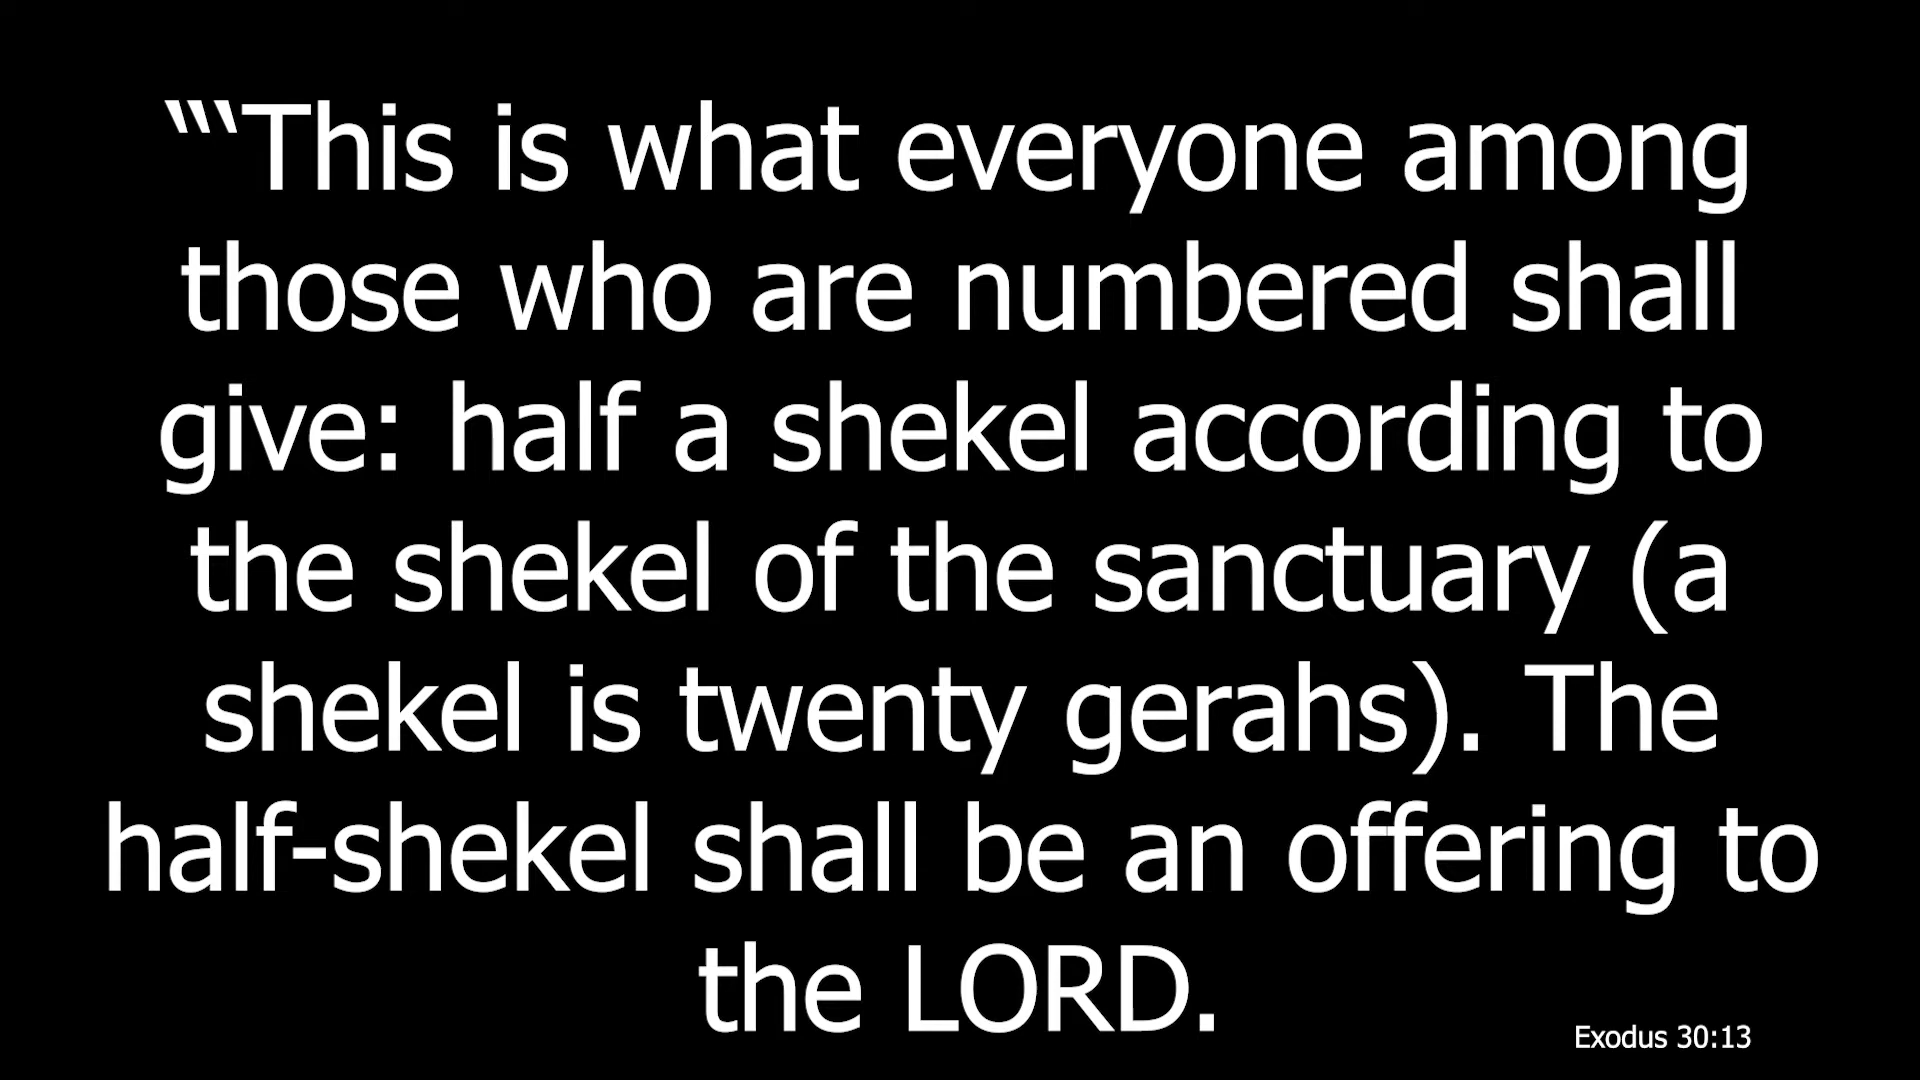 “‘This is what everyone among
those who are numbered shall
give: half a shekel according to
the shekel of the sanctuary (a
shekel is twenty gerahs). The
half-shekel shall be an offering to
the LORD.
Exodus 30:13